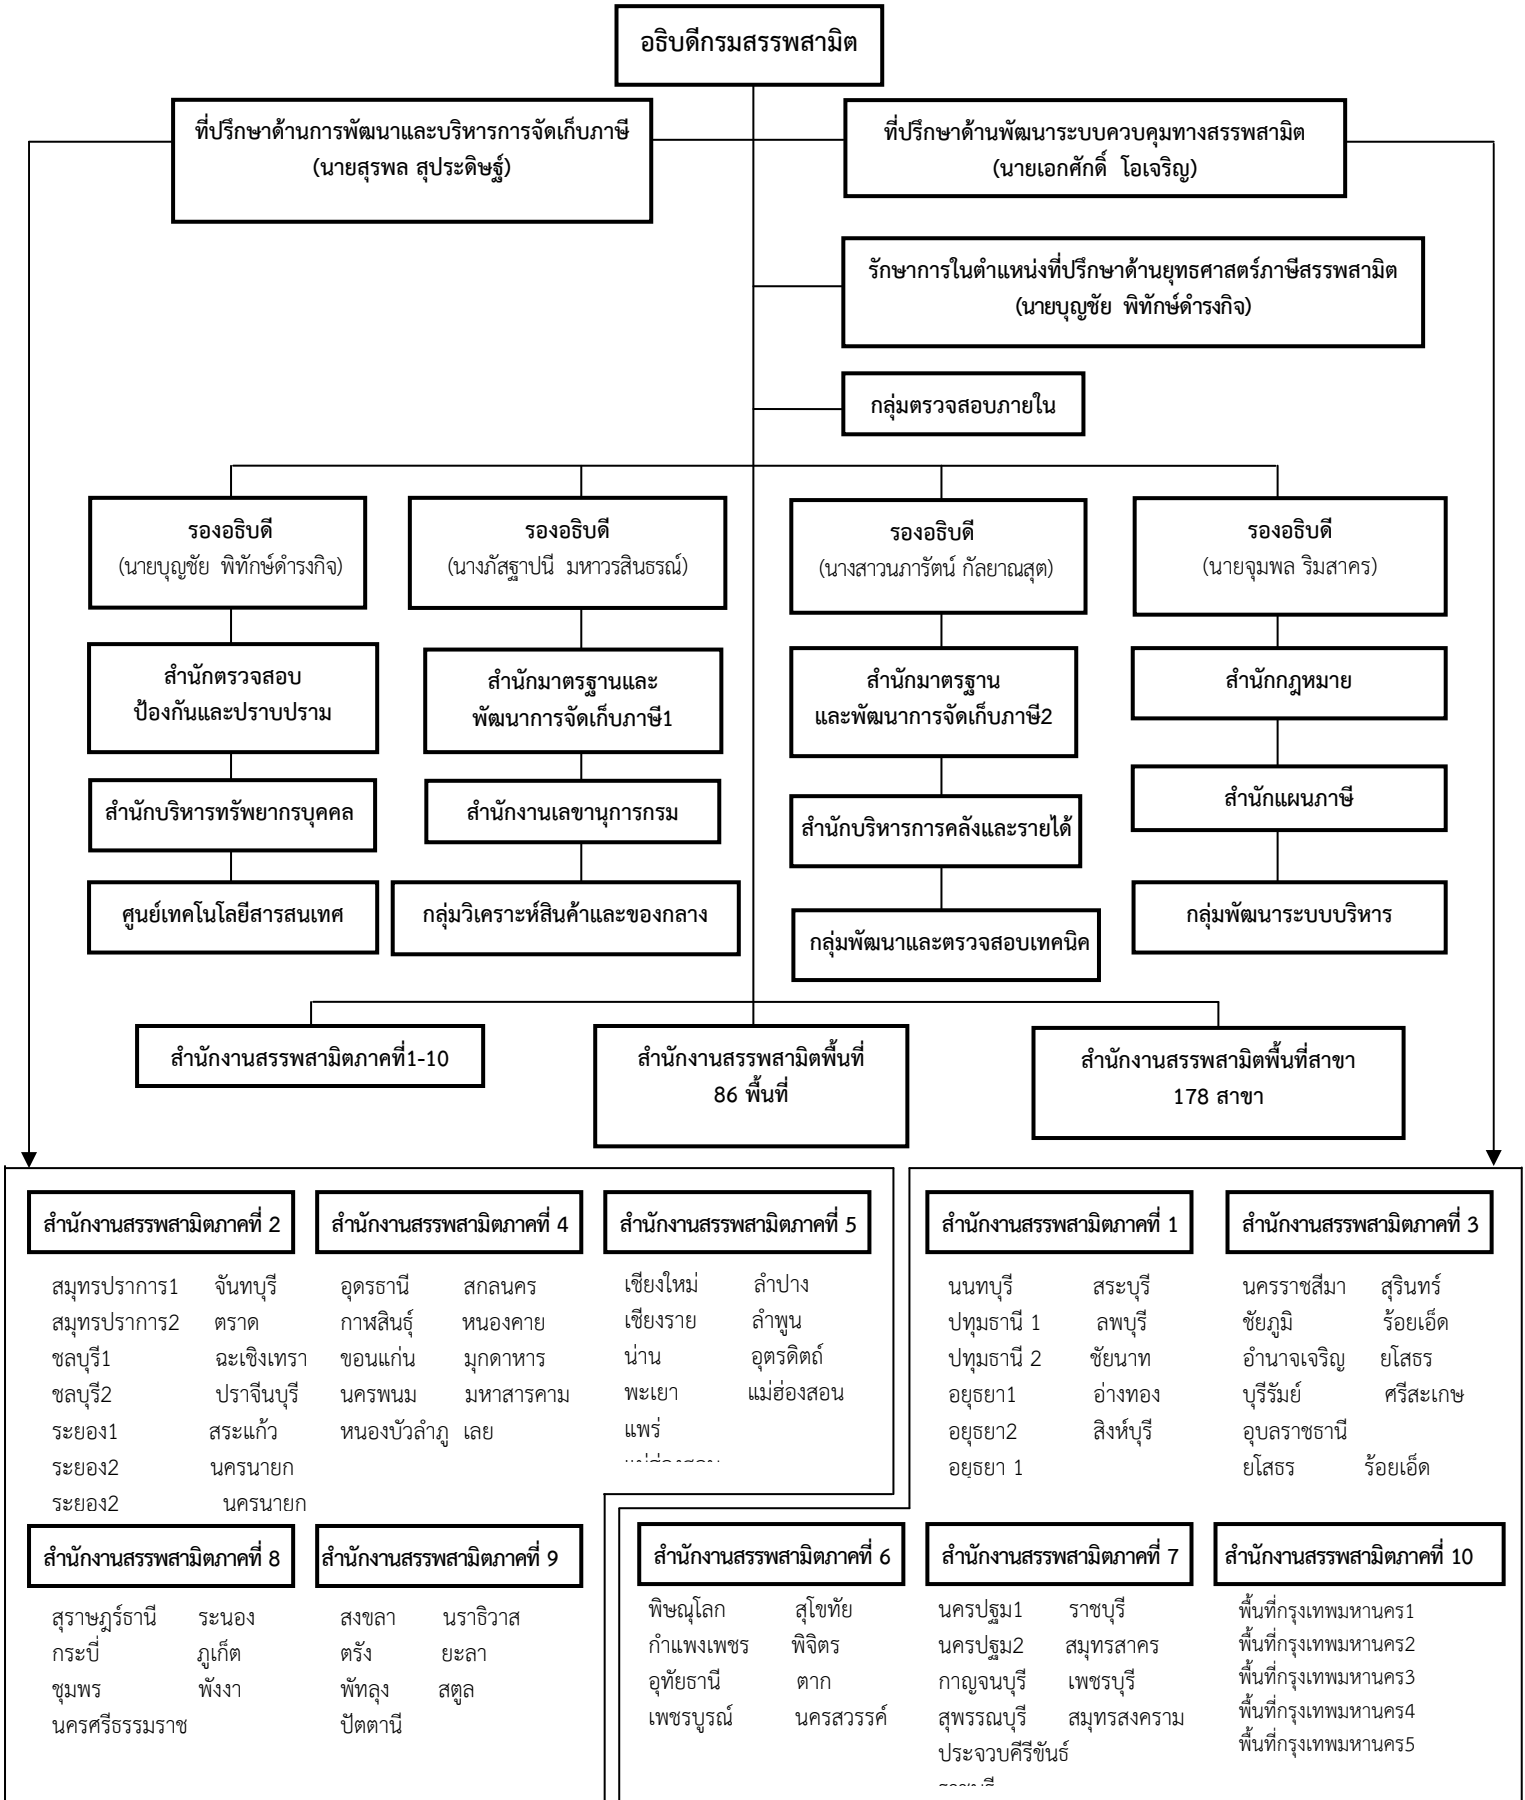 อธิบดีกรมสรรพสามิต
ที่ปรึกษาด้านการพัฒนาและบริหารการจัดเก็บภาษี
(นายสุรพล สุประดิษฐ์)
ที่ปรึกษาด้านพัฒนาระบบควบคุมทางสรรพสามิต
(นายเอกศักดิ์ โอเจริญ)
รักษาการในตำแหน่งที่ปรึกษาด้านยุทธศาสตร์ภาษีสรรพสามิต
(นายบุญชัย พิทักษ์ดำรงกิจ)
กลุ่มตรวจสอบภายใน
รองอธิบดี
(นายบุญชัย พิทักษ์ดำรงกิจ)
รองอธิบดี
(นางภัสฐาปนี มหาวรสินธรณ์)
รองอธิบดี
(นางสาวนภารัตน์ กัลยาณสุต)
รองอธิบดี
(นายจุมพล ริมสาคร)
สำนักตรวจสอบ
ป้องกันและปราบปราม
สำนักมาตรฐานและ
พัฒนาการจัดเก็บภาษี1
สำนักมาตรฐาน
และพัฒนาการจัดเก็บภาษี2
สำนักกฎหมาย
สำนักบริหารทรัพยากรบุคคล
สำนักงานเลขานุการกรม
สำนักบริหารการคลังและรายได้
สำนักแผนภาษี
ศูนย์เทคโนโลยีสารสนเทศ
กลุ่มวิเคราะห์สินค้าและของกลาง
กลุ่มพัฒนาและตรวจสอบเทคนิค
กลุ่มพัฒนาระบบบริหาร
สำนักงานสรรพสามิตภาคที่1-10
สำนักงานสรรพสามิตพื้นที่
86 พื้นที่
สำนักงานสรรพสามิตพื้นที่สาขา
178 สาขา
สำนักงานสรรพสามิตภาคที่ 2
สมุทรปราการ1 จันทบุรี
สมุทรปราการ2 ตราด
ชลบุรี1 ฉะเชิงเทรา
ชลบุรี2 ปราจีนบุรี
ระยอง1 สระแก้ว
ระยอง2 นครนายก
ระยอง2 นครนายก
สำนักงานสรรพสามิตภาคที่ 4
อุดรธานี สกลนคร
กาฬสินธุ์ หนองคาย
ขอนแก่น มุกดาหาร
นครพนม มหาสารคาม
หนองบัวลำภู เลย
สำนักงานสรรพสามิตภาคที่ 5
เชียงใหม่ ลำปาง
เชียงราย ลำพูน
น่าน อุตรดิตถ์
พะเยา แม่ฮ่องสอน
แพร่
สำนักงานสรรพสามิตภาคที่ 1
นนทบุรี สระบุรี
ปทุมธานี 1 ลพบุรี
ปทุมธานี 2 ชัยนาท
อยุธยา1 อ่างทอง
อยุธยา2 สิงห์บุรี
อยุธยา 1
สำนักงานสรรพสามิตภาคที่ 3
นครราชสีมา สุรินทร์
ชัยภูมิ ร้อยเอ็ด
อำนาจเจริญ ยโสธร
บุรีรัมย์ ศรีสะเกษ
อุบลราชธานี
ยโสธร ร้อยเอ็ด
สำนักงานสรรพสามิตภาคที่ 8
สุราษฎร์ธานี ระนอง
กระบี่ ภูเก็ต
ชุมพร พังงา
นครศรีธรรมราช
สำนักงานสรรพสามิตภาคที่ 9
สงขลา นราธิวาส
ตรัง ยะลา
พัทลุง สตูล
ปัตตานี
สำนักงานสรรพสามิตภาคที่ 6
พิษณุโลก สุโขทัย
กำแพงเพชร พิจิตร
อุทัยธานี ตาก
เพชรบูรณ์ นครสวรรค์
สำนักงานสรรพสามิตภาคที่ 7
นครปฐม1 ราชบุรี
นครปฐม2 สมุทรสาคร
กาญจนบุรี เพชรบุรี
สุพรรณบุรี สมุทรสงคราม
ประจวบคีรีขันธ์
สำนักงานสรรพสามิตภาคที่ 10
พื้นที่กรุงเทพมหานคร1
พื้นที่กรุงเทพมหานคร2
พื้นที่กรุงเทพมหานคร3
พื้นที่กรุงเทพมหานคร4
พื้นที่กรุงเทพมหานคร5